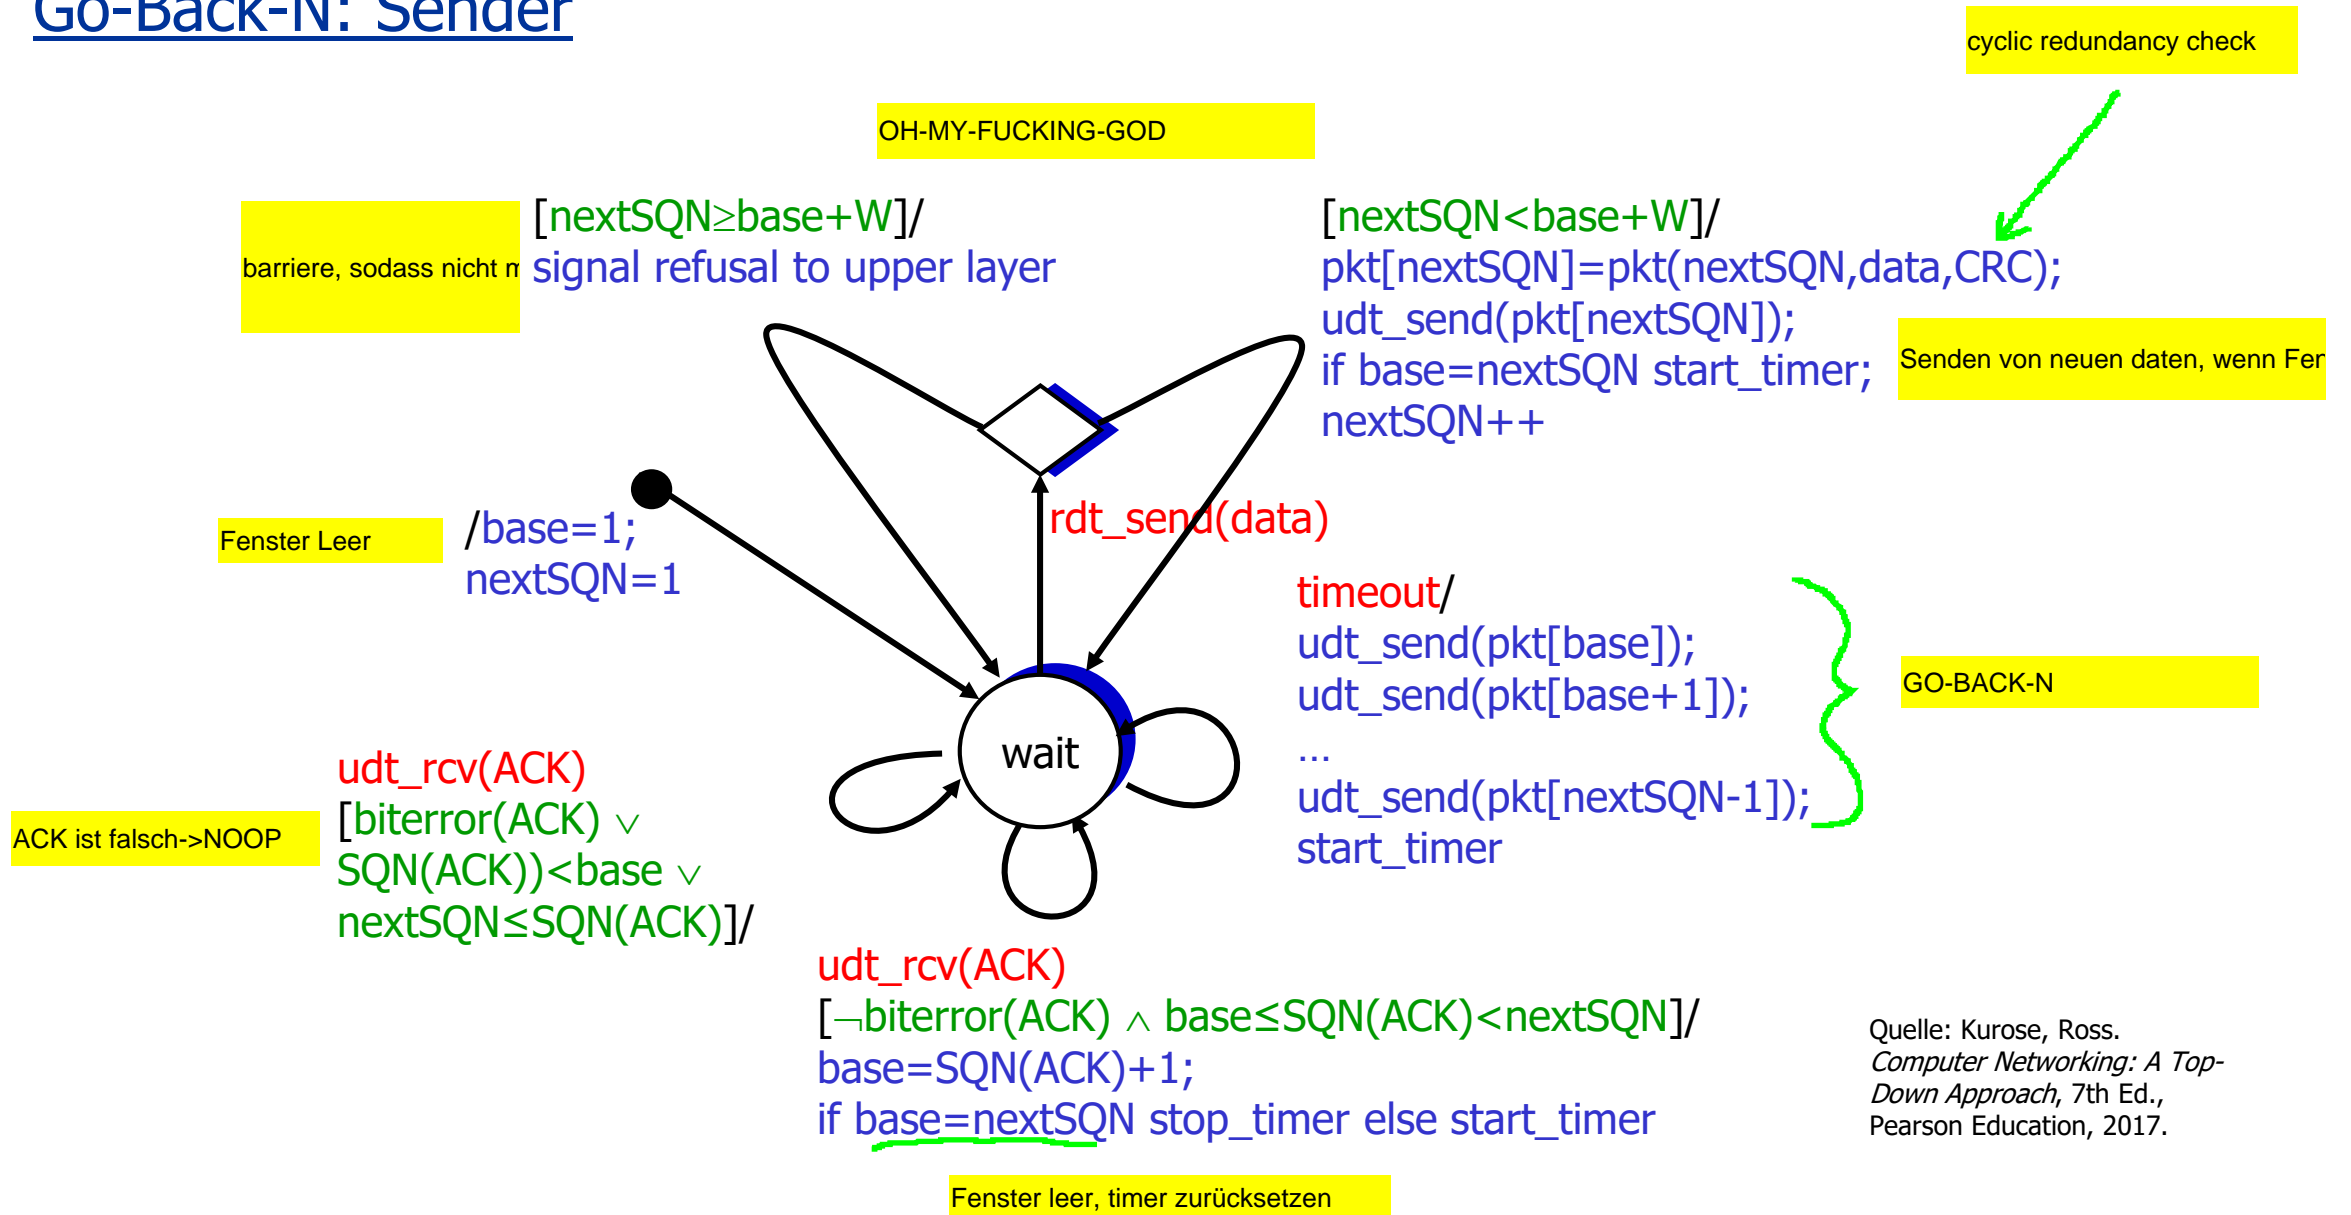 Go-Back-N: Sender
cyclic redundancy check
OH-MY-FUCKING-GOD
barriere, sodass nicht
[nextSQN≥base+W]/
signal refusal to upper layer
[nextSQN<base+W]/
pkt[nextSQN]=pkt(nextSQN,data,CRC);
udt_send(pkt[nextSQN]);
if base=nextSQN start_timer;
nextSQN++
Senden von neuen daten, wenn
Fenster Leer
/base=1;
nextSQN=1
rdt_send(data)
timeout/
udt_send(pkt[base]);
udt_send(pkt[base+1]);
…
udt_send(pkt[nextSQN-1]);
start_timer
GO-BACK-N
wait
ACK ist falsch->NOOP
udt_rcv(ACK)
[biterror(ACK) ∨
SQN(ACK))<base ∨
nextSQN≤SQN(ACK)]/
udt_rcv(ACK)
[¬biterror(ACK) ∧ base≤SQN(ACK)<nextSQN]/
base=SQN(ACK)+1;
if base=nextSQN stop_timer else start_timer
Fenster leer, timer zurücksetzen
Quelle: Kurose, Ross.
Computer Networking: A Top-
Down Approach, 7th Ed.,
Pearson Education, 2017.